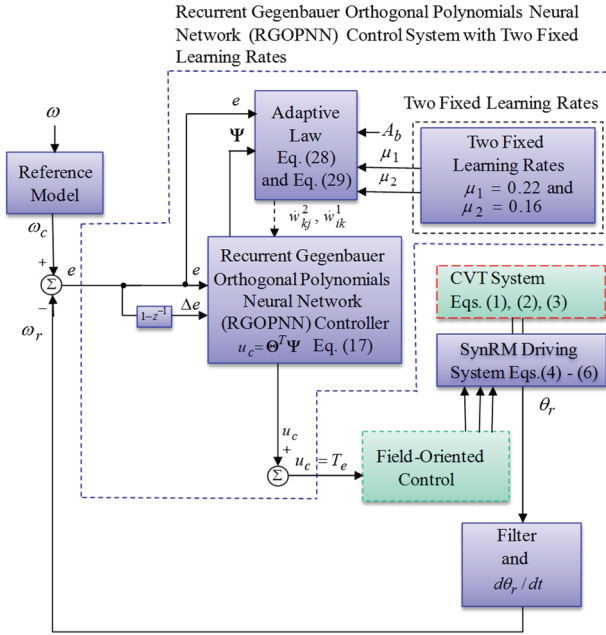 Recurrent Gegenbauer Orthogonal Polynomials Neural
Network (RGOPNN) Control System with Two Fixed
Learning Rates
ω
Reference
Model
ω_c
+
Σ
−
ω_r
e
e
Ψ
Adaptive
Law
Eq. (28)
and Eq. (29)
A_b
μ_1
μ_2
Two Fixed Learning Rates
Two Fixed
Learning Rates
μ_1 = 0.22 and
μ_2 = 0.16
ẇ²_kj , ẇ¹_ik
e
Δe
1−z⁻¹
Recurrent Gegenbauer
Orthogonal Polynomials
Neural Network
(RGOPNN) Controller
u_c = Θ^T Ψ Eq. (17)
CVT System
Eqs. (1), (2), (3)
SynRM Driving
System Eqs.(4) - (6)
θ_r
u_c
+
Σ
u_c = T_e
Field-Oriented
Control
Filter
and
dθ_r / dt